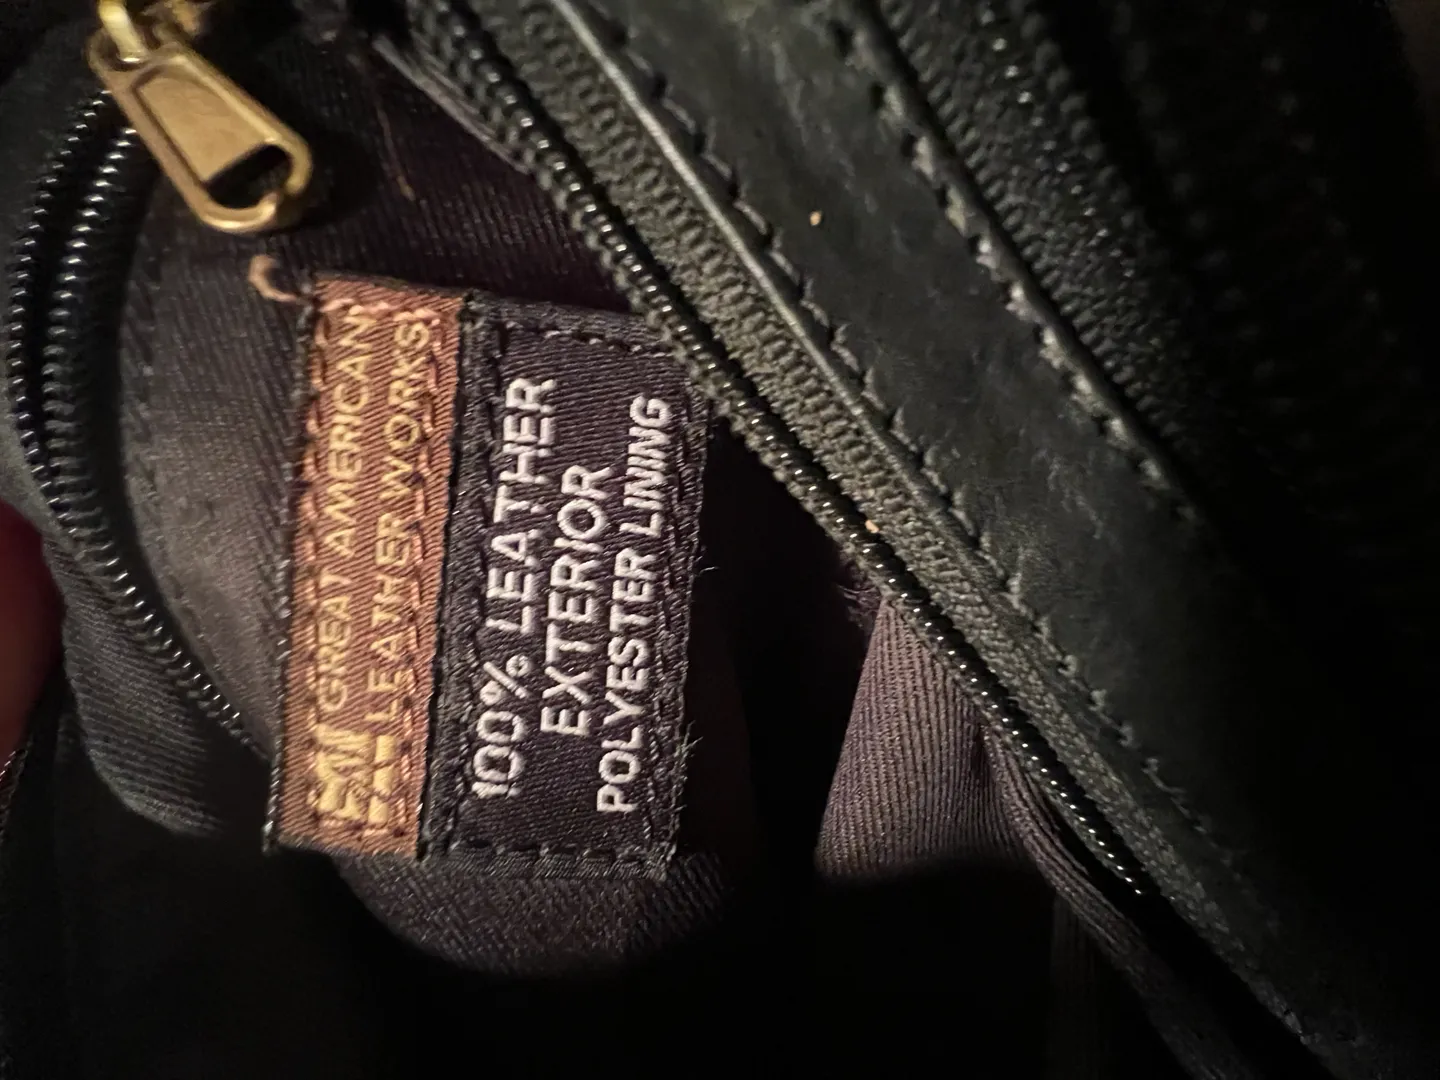 GREAT AMERICAN
LEATHER WORKS
100% LEATHER
EXTERIOR
POLYESTER LINING